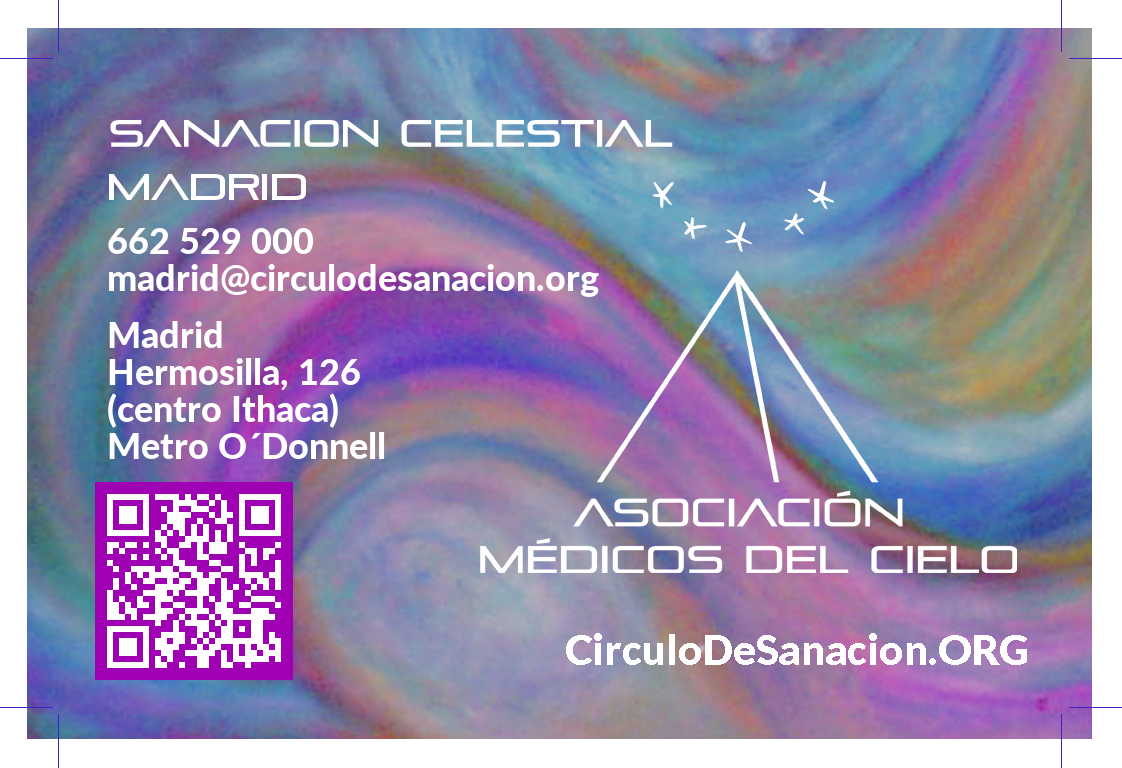 SANACION CELESTIAL
MADRID
662 529 000
madrid@circulodesanacion.org
Madrid
Hermosilla, 126
(centro Ithaca)
Metro O´Donnell
ASOCIACIÓN
MÉDICOS DEL CIELO
CirculoDeSanacion.ORG